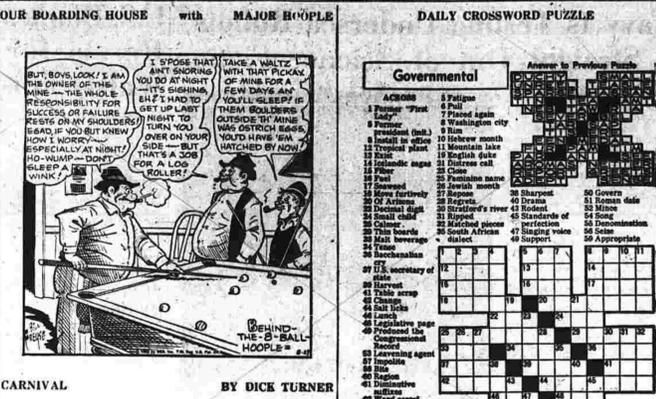 OUR BOARDING HOUSE with MAJOR HOOPLE
BUT, BOYS, LOOK! I AM
THE OWNER OF THE
MINE — THE WHOLE
RESPONSIBILITY FOR
SUCCESS OR FAILURE
RESTS ON MY SHOULDERS!
EGAD, IF YOU BUT KNEW
HOW I WORRY —
ESPECIALLY AT NIGHT!
HO-WUMP — DON'T
SLEEP A
WINK!
I S'POSE THAT
AIN'T SNORING
YOU DO AT NIGHT
— IT'S SIGHING,
EH? I HAD TO
GET UP LAST
NIGHT TO
TURN YOU
OVER ON YOUR
SIDE — BUT
THAT'S A JOB
FOR A LOG
ROLLER!
TAKE A WALTZ
WITH THAT PICKAX
OF MINE FOR A
FEW DAYS AN'
YOU'LL SLEEP! IF
THEM BOULDERS
OUTSIDE TH' MINE
WAS OSTRICH EGGS,
YOU'D HAVE 'EM
HATCHED BY NOW!
BEHIND-
THE-8-BALL-
HOOPLE =
CARNIVAL BY DICK TURNER
DAILY CROSSWORD PUZZLE
Governmental
Answer to Previous Puzzle
ACROSS
1 Former "First
Lady"
5 Former
president (init.)
8 Install in office
12 Tropical plant
13 Exist
14 Icelandic sagas
15 Fiber
16 Fuel
17 Seaweed
18 Move furtively
20 Of Arizona
22 Decimal digit
24 Small child
25 Calmer
29 Thin boards
33 Malt beverage
34 Tense
36 Bacchanalian
cry
37 U.S. secretary of
state
39 Harvest
41 Table scrap
42 Change
44 Salt licks
46 Lunch
48 Legislative page
49 Produced the
Congressional
Record
53 Leavening agent
57 Impolite
58 Bite
60 Region
61 Diminutive
suffixes
5 Fatigue
6 Pull
7 Placed again
8 Washington city
9 Rim
10 Hebrew month
11 Mountain lake
19 English duke
21 Distress call
23 Close
25 Feminine name
26 Jewish month
27 Repose
28 Regrets
30 Stratford's river
31 Ripped
32 Matched pieces
35 South African
dialect
38 Sharpest
40 Drama
43 Rodent
45 Standards of
perfection
47 Singing voice
49 Support
50 Govern
51 Roman date
52 Mince
54 Song
55 Denomination
56 Seize
59 Appropriate